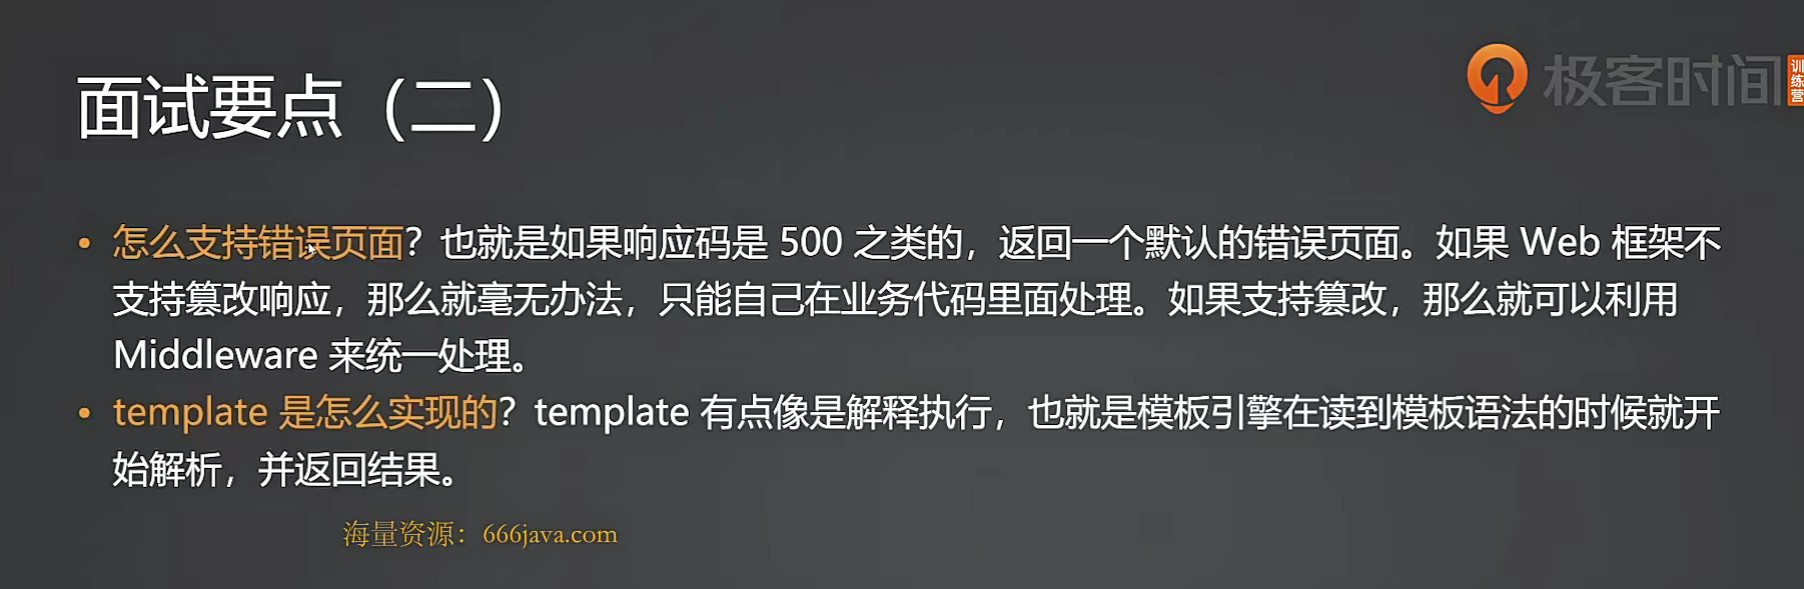 面试要点（二）
极客时间
训练营
• 怎么支持错误页面？也就是如果响应码是 500 之类的，返回一个默认的错误页面。如果 Web 框架不
支持篡改响应，那么就毫无办法，只能自己在业务代码里面处理。如果支持篡改，那么就可以利用
Middleware 来统一处理。
• template 是怎么实现的？template 有点像是解释执行，也就是模板引擎在读到模板语法的时候就开
始解析，并返回结果。
海量资源：666java.com